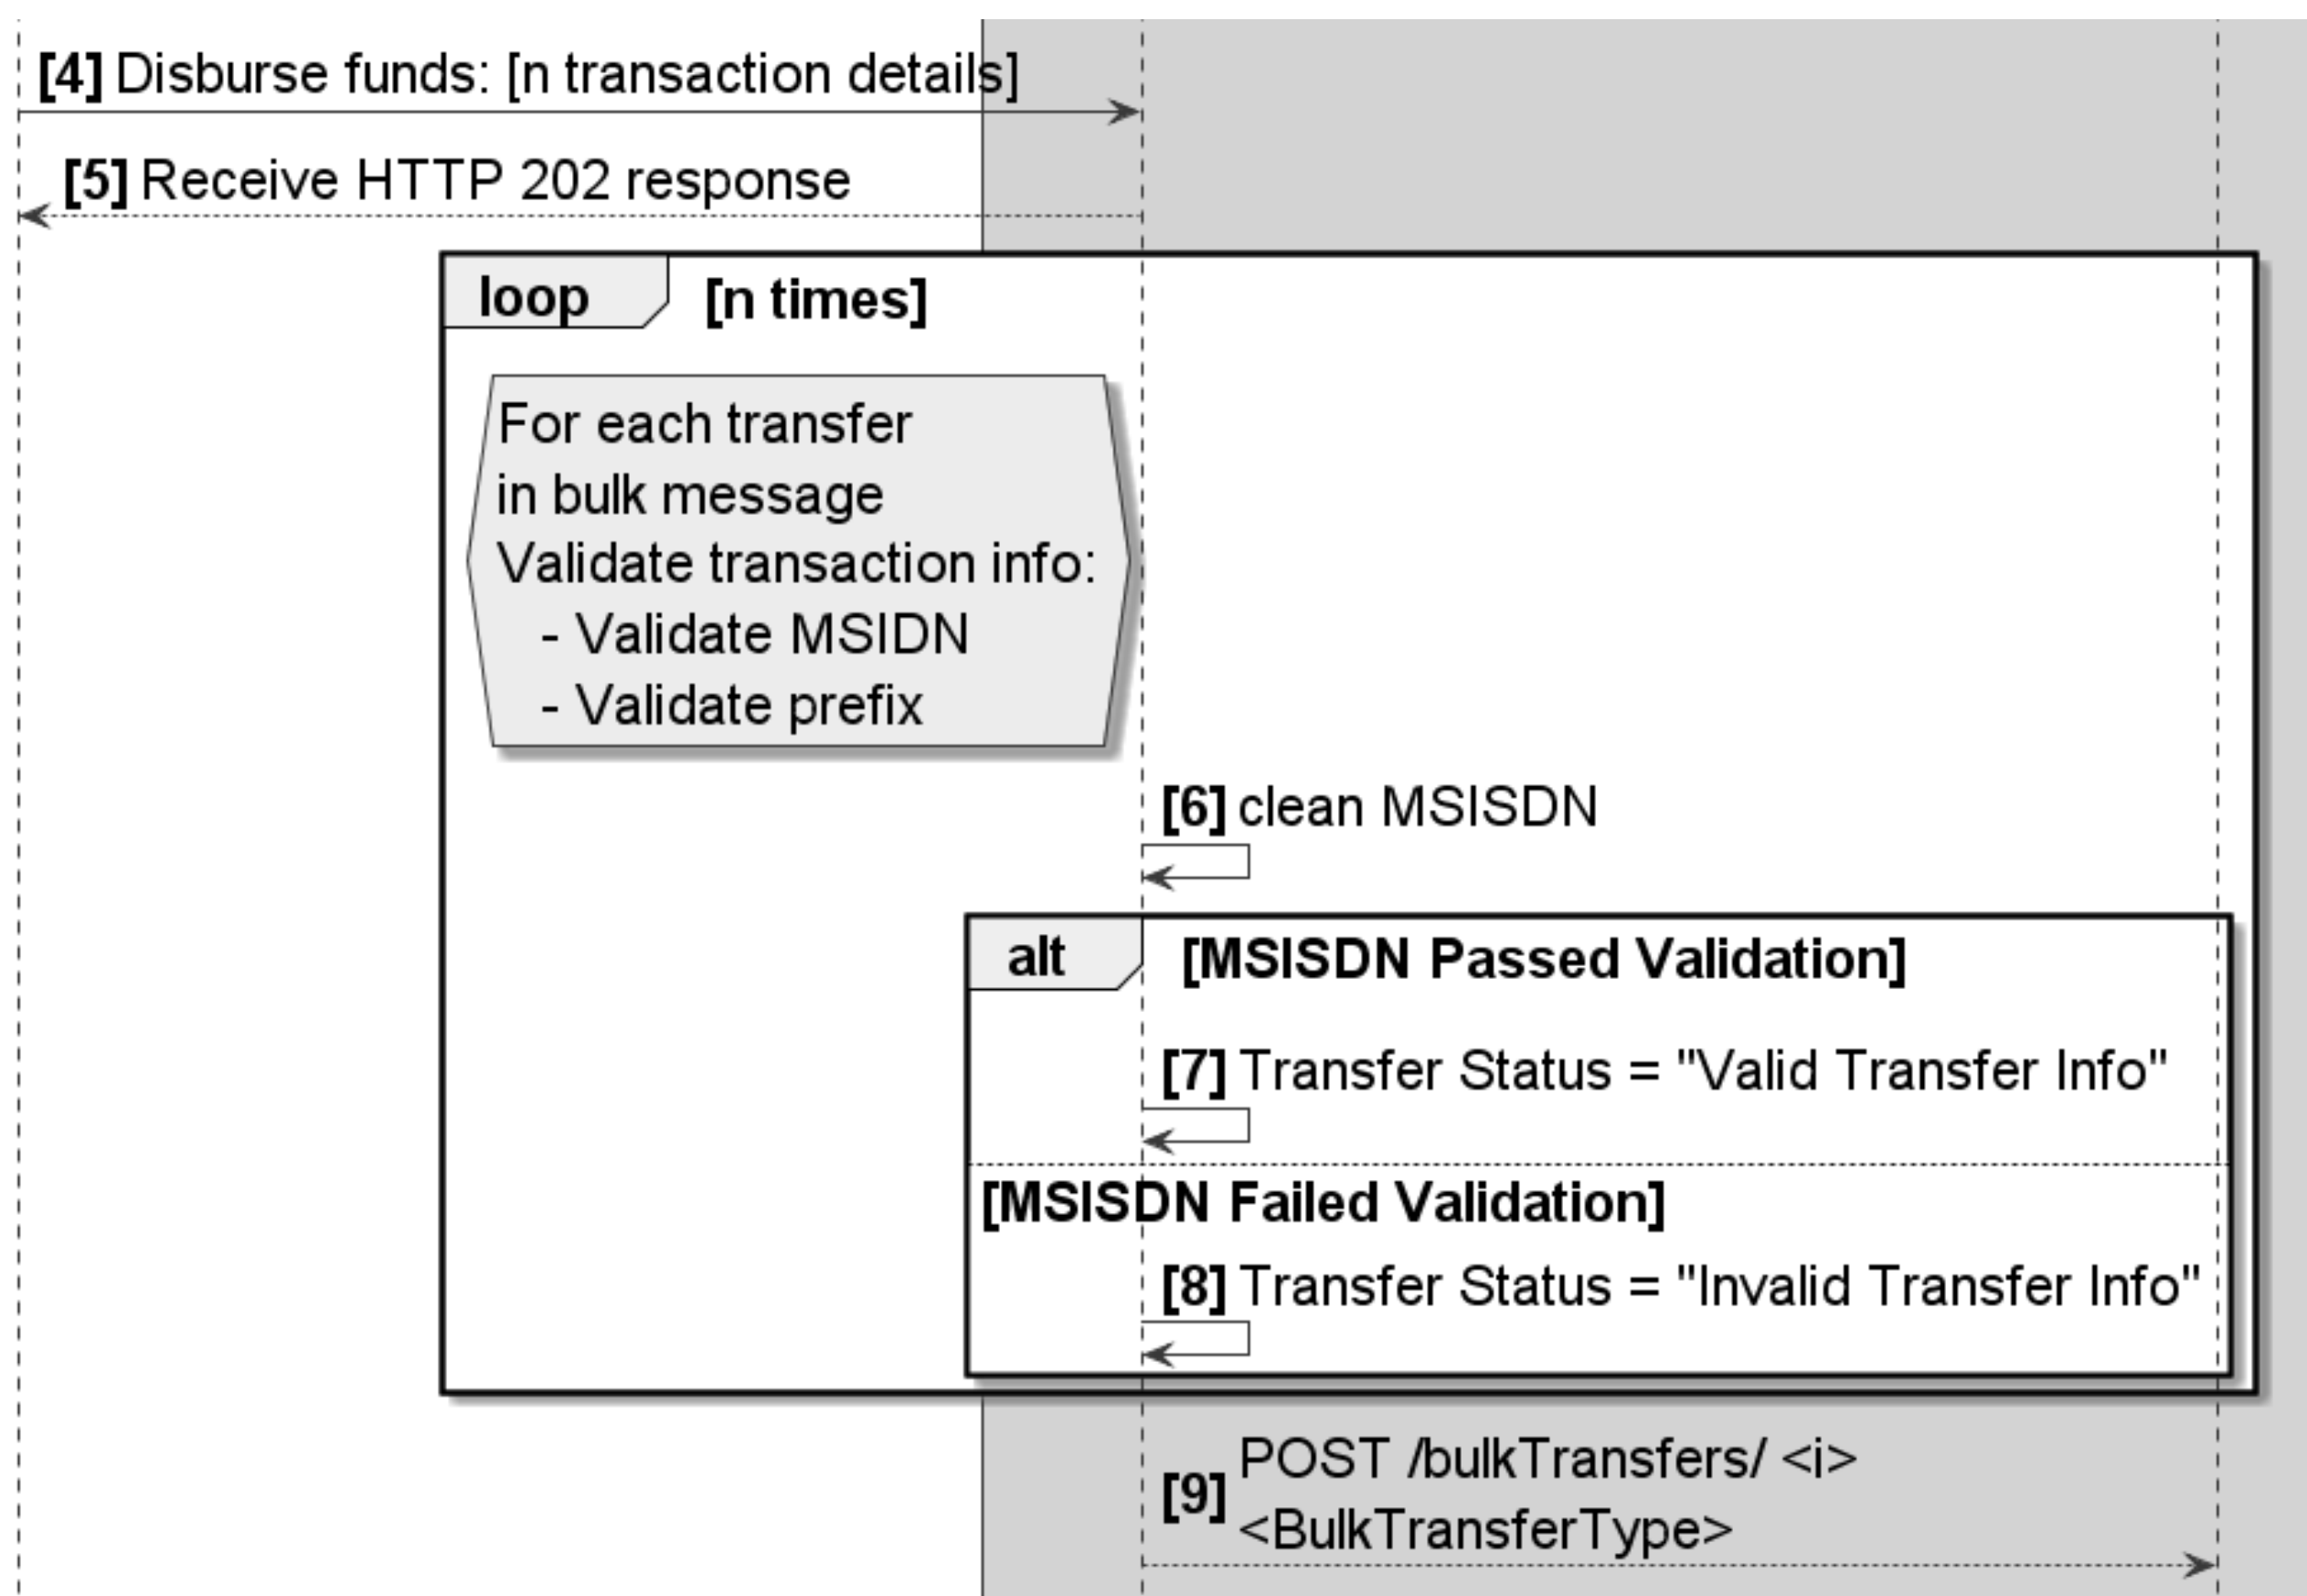 [4] Disburse funds: [n transaction details]
[5] Receive HTTP 202 response
loop [n times]
For each transfer
in bulk message
Validate transaction info:
- Validate MSIDN
- Validate prefix
[6] clean MSISDN
alt [MSISDN Passed Validation]
[7] Transfer Status = "Valid Transfer Info"
[MSISDN Failed Validation]
[8] Transfer Status = "Invalid Transfer Info"
[9] POST /bulkTransfers/ <i>
<BulkTransferType>